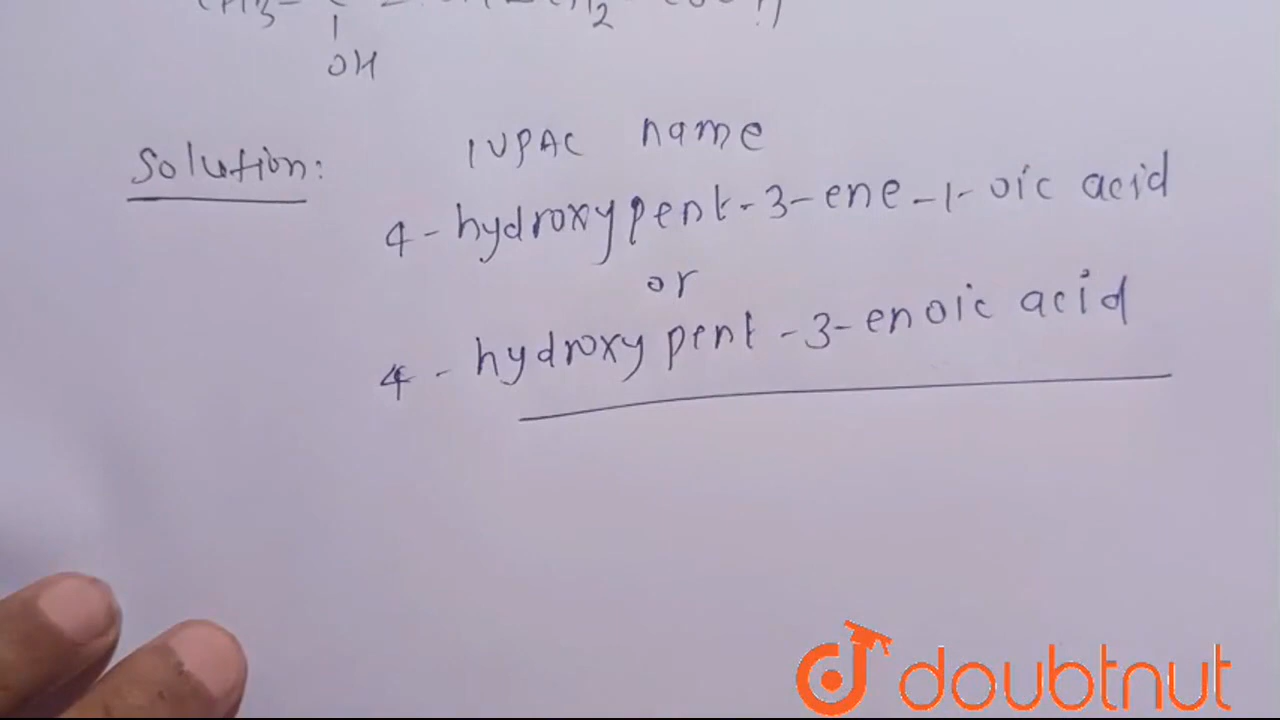 OH
Solution:
IUPAC name
4-hydroxypent-3-ene-1-oic acid
or
4-hydroxypent-3-enoic acid
doubtnut